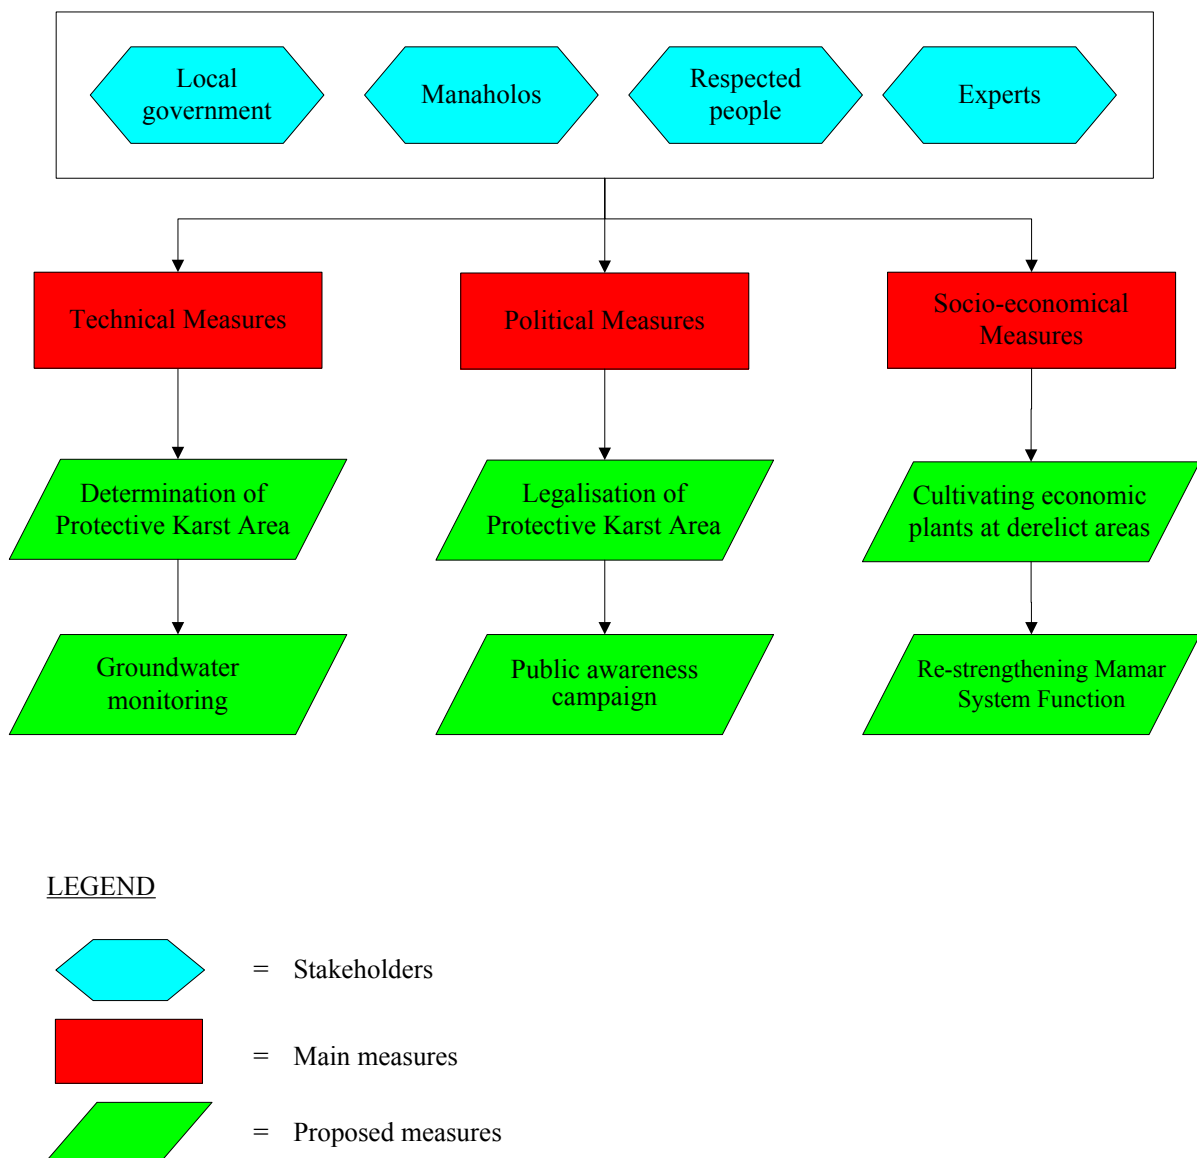 Local
government
Manaholos
Respected
people
Experts
Technical Measures
Political Measures
Socio-economical
Measures
Determination of
Protective Karst Area
Legalisation of
Protective Karst Area
Cultivating economic
plants at derelict areas
Groundwater
monitoring
Public awareness
campaign
Re-strengthening Mamar
System Function
LEGEND
= Stakeholders
= Main measures
= Proposed measures